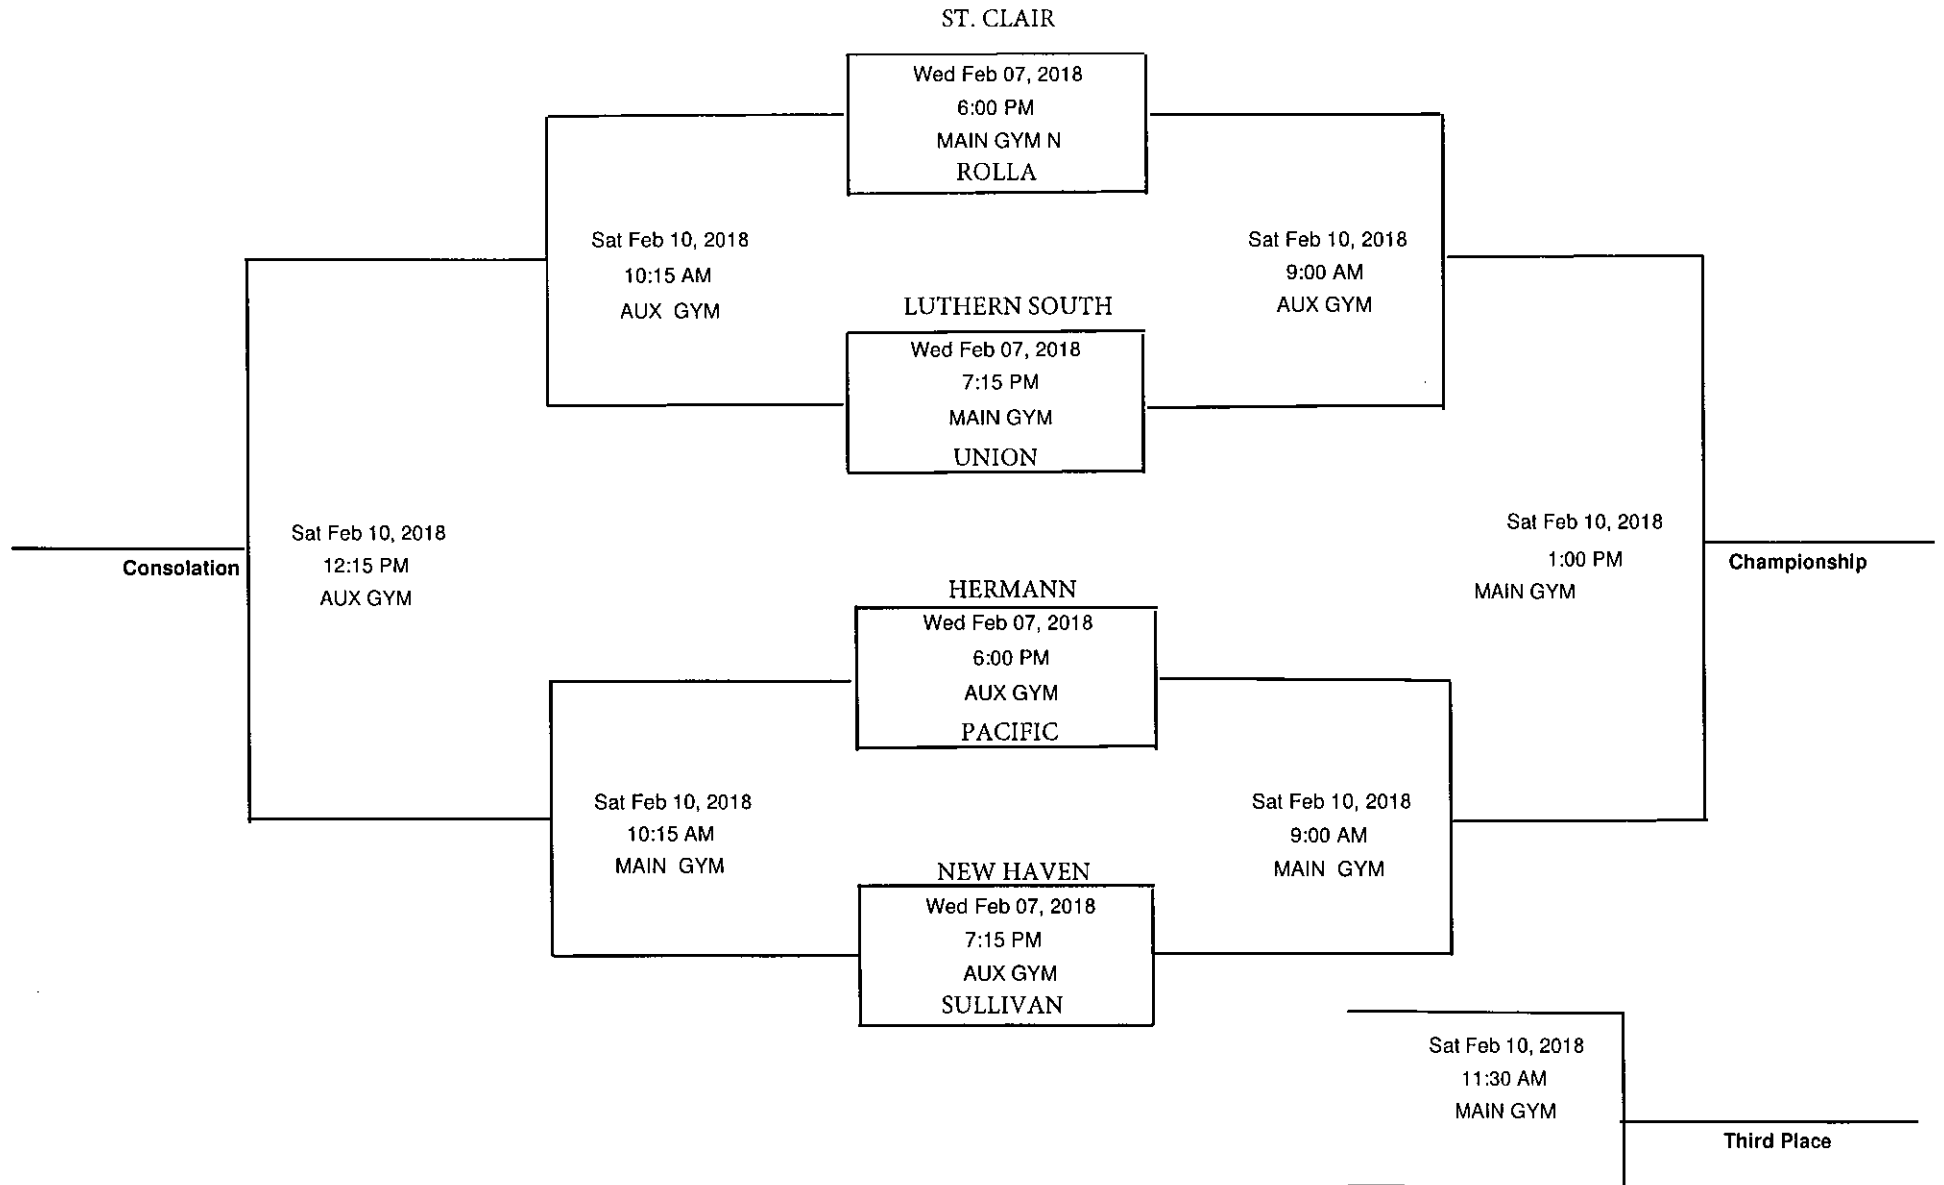 ST. CLAIR
Wed Feb 07, 2018
6:00 PM
MAIN GYM N
ROLLA
Sat Feb 10, 2018
10:15 AM
AUX GYM
Sat Feb 10, 2018
9:00 AM
AUX GYM
LUTHERN SOUTH
Wed Feb 07, 2018
7:15 PM
MAIN GYM
UNION
Sat Feb 10, 2018
12:15 PM
AUX GYM
Consolation
Sat Feb 10, 2018
1:00 PM
MAIN GYM
Championship
HERMANN
Wed Feb 07, 2018
6:00 PM
AUX GYM
PACIFIC
Sat Feb 10, 2018
10:15 AM
MAIN GYM
Sat Feb 10, 2018
9:00 AM
MAIN GYM
NEW HAVEN
Wed Feb 07, 2018
7:15 PM
AUX GYM
SULLIVAN
Sat Feb 10, 2018
11:30 AM
MAIN GYM
Third Place